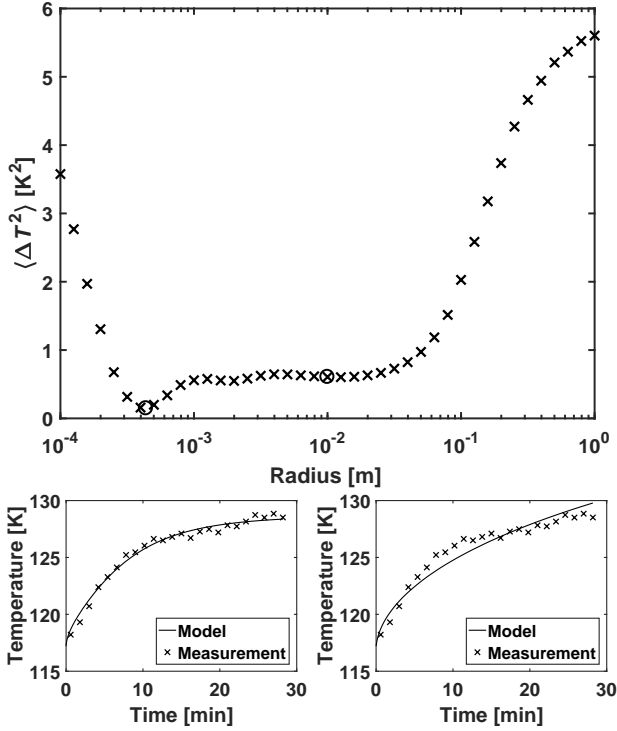 6
5
4
3
2
1
0
⟨ΔT²⟩ [K²]
10⁻⁴ 10⁻³ 10⁻² 10⁻¹ 10⁰
Radius [m]
130
125
120
115
Temperature [K]
Model
Measurement
0 10 20 30
Time [min]
130
125
120
115
Temperature [K]
Model
Measurement
0 10 20 30
Time [min]